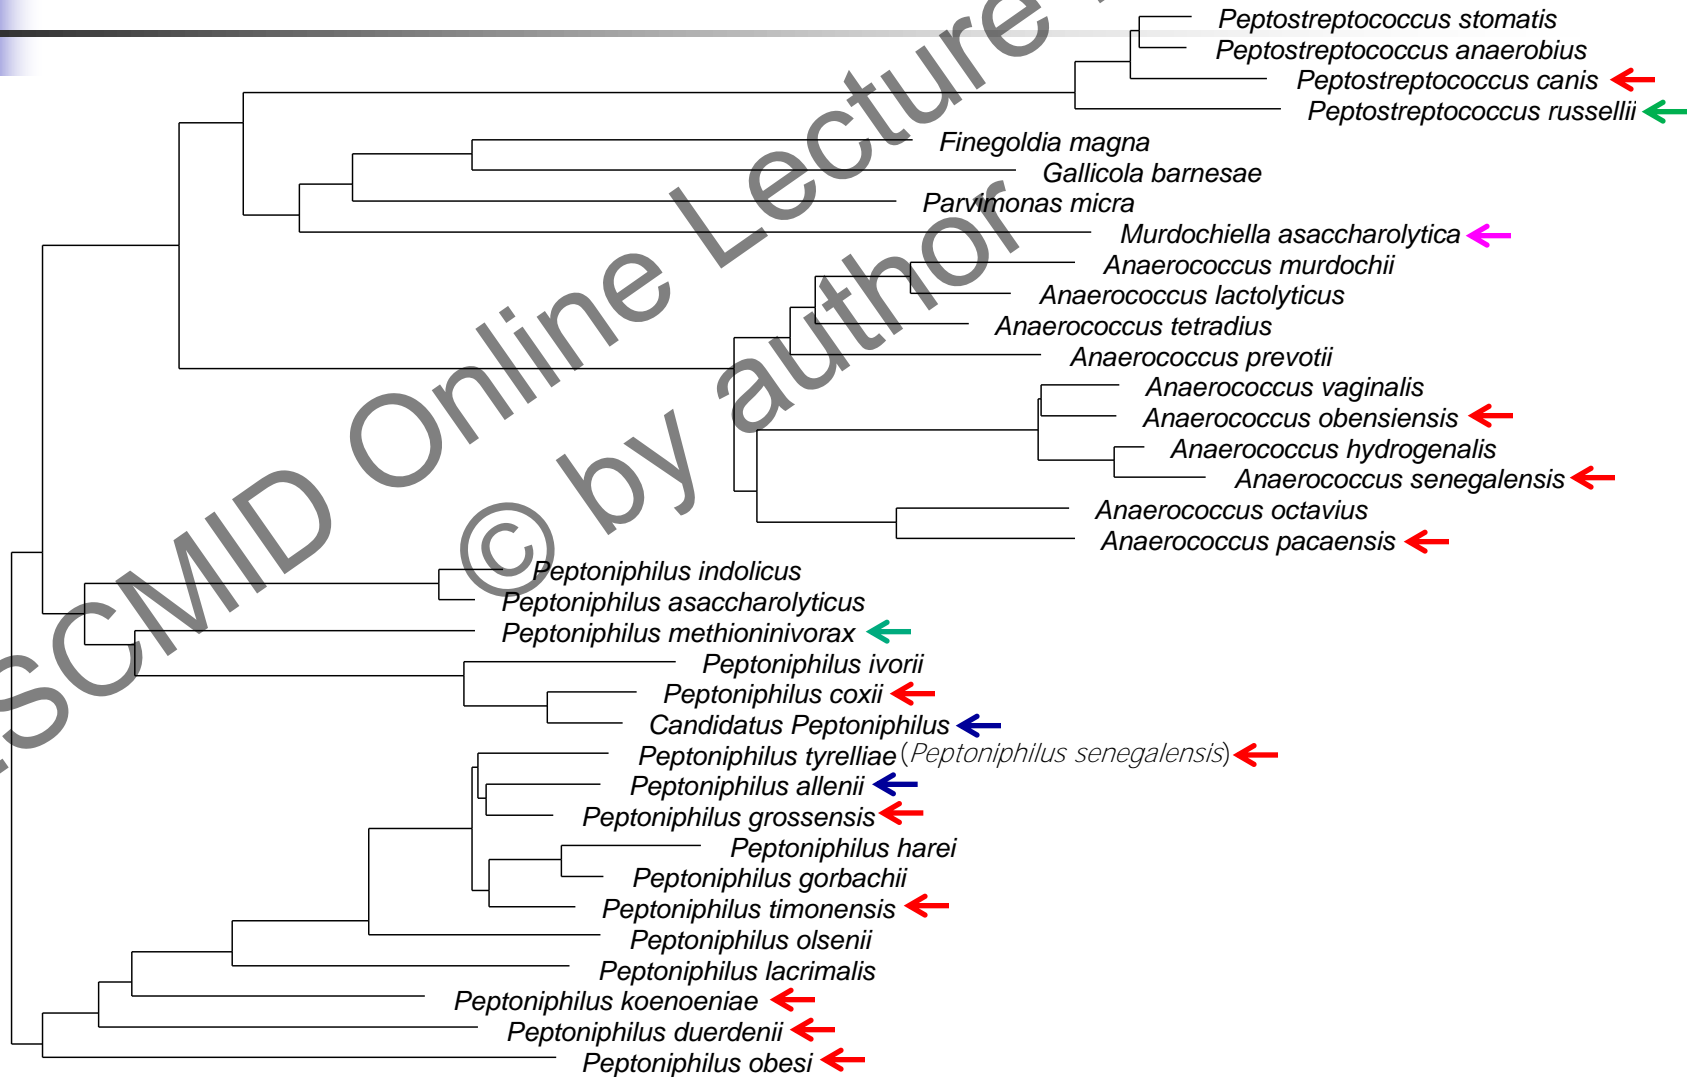 Peptostreptococcus stomatis
Peptostreptococcus anaerobius
Peptostreptococcus canis
Peptostreptococcus russellii
Finegoldia magna
Gallicola barnesae
Parvimonas micra
Murdochiella asaccharolytica
Anaerococcus murdochii
Anaerococcus lactolyticus
Anaerococcus tetradius
Anaerococcus prevotii
Anaerococcus vaginalis
Anaerococcus obensiensis
Anaerococcus hydrogenalis
Anaerococcus senegalensis
Anaerococcus octavius
Anaerococcus pacaensis
Peptoniphilus indolicus
Peptoniphilus asaccharolyticus
Peptoniphilus methioninivorax
Peptoniphilus ivorii
Peptoniphilus coxii
Candidatus Peptoniphilus
Peptoniphilus tyrelliae (Peptoniphilus senegalensis)
Peptoniphilus allenii
Peptoniphilus grossensis
Peptoniphilus harei
Peptoniphilus gorbachii
Peptoniphilus timonensis
Peptoniphilus olsenii
Peptoniphilus lacrimalis
Peptoniphilus koenoeniae
Peptoniphilus duerdenii
Peptoniphilus obesi
ESCMID Online Lecture
© by author